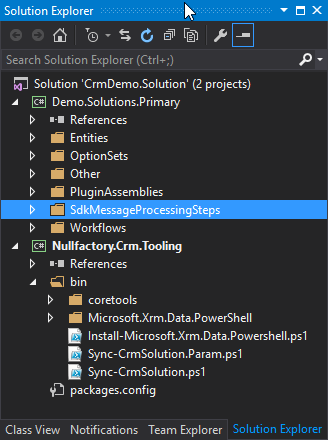 Solution Explorer
Search Solution Explorer (Ctrl+;)
Solution 'CrmDemo.Solution' (2 projects)
C# Demo.Solutions.Primary
References
Entities
OptionSets
Other
PluginAssemblies
SdkMessageProcessingSteps
Workflows
C# Nullfactory.Crm.Tooling
References
bin
coretools
Microsoft.Xrm.Data.PowerShell
Install-Microsoft.Xrm.Data.Powershell.ps1
Sync-CrmSolution.Param.ps1
Sync-CrmSolution.ps1
packages.config
Class View Notifications Team Explorer Solution Explorer